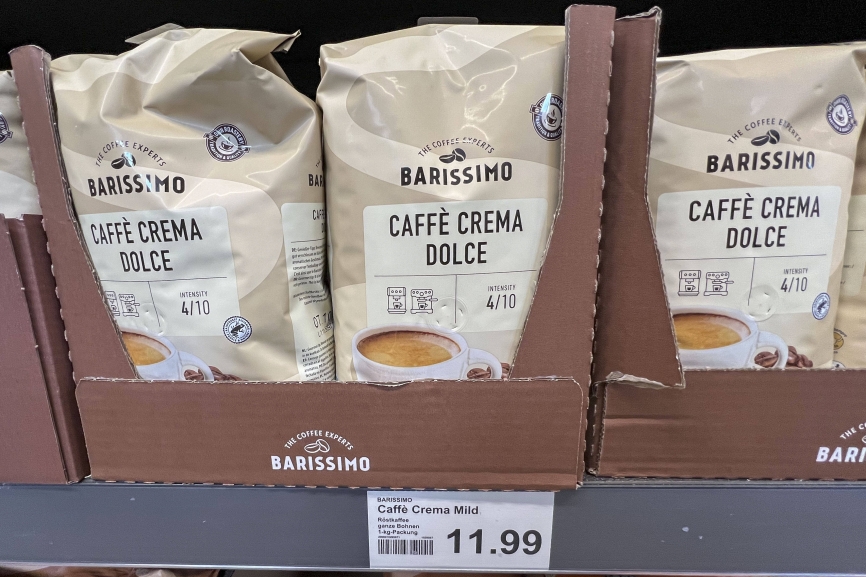 THE COFFEE EXPERTS
BARISSIMO
CAFFÈ CREMA
DOLCE
INTENSITY
4/10
THE COFFEE EXPERTS
BARISSIMO
CAFFÈ CREMA
DOLCE
INTENSITY
4/10
THE COFFEE EXPERTS
BARISSIMO
CAFFÈ CREMA
DOLCE
INTENSITY
4/10
THE COFFEE EXPERTS
BARISSIMO
BARISSIMO
Caffè Crema Mild
Röstkaffee
ganze Bohnen
1-kg-Packung
11.99